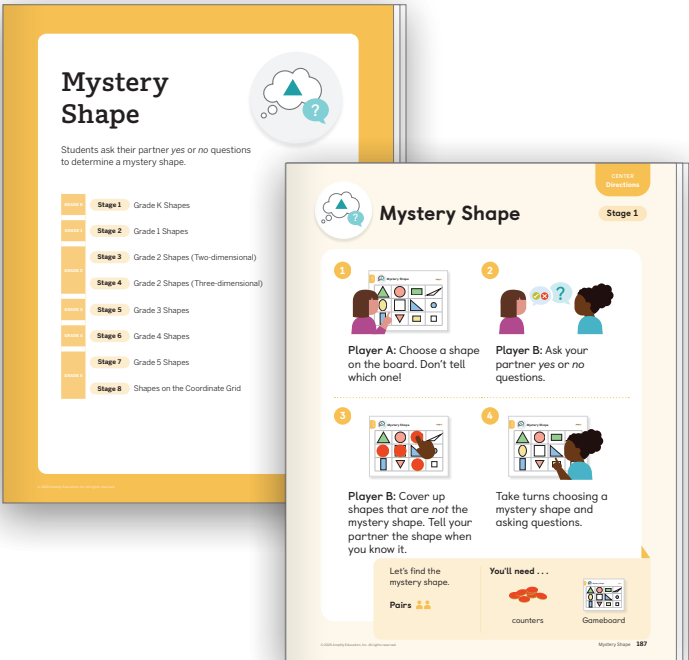 Mystery
Shape
Students ask their partner yes or no questions
to determine a mystery shape.
Stage 1 Grade K Shapes
Stage 2 Grade 1 Shapes
Stage 3 Grade 2 Shapes (Two-dimensional)
Stage 4 Grade 2 Shapes (Three-dimensional)
Stage 5 Grade 3 Shapes
Stage 6 Grade 4 Shapes
Stage 7 Grade 5 Shapes
Stage 8 Shapes on the Coordinate Grid
CENTER
Directions
Mystery Shape
Stage 1
1
2
?
Player A: Choose a shape
on the board. Don't tell
which one!
Player B: Ask your
partner yes or no
questions.
3
4
Mystery Shape
Mystery Shape
Player B: Cover up
shapes that are not the
mystery shape. Tell your
partner the shape when
you know it.
Take turns choosing a
mystery shape and
asking questions.
Let's find the
mystery shape.
Pairs
You'll need . . .
counters
Gameboard
Mystery Shape 187